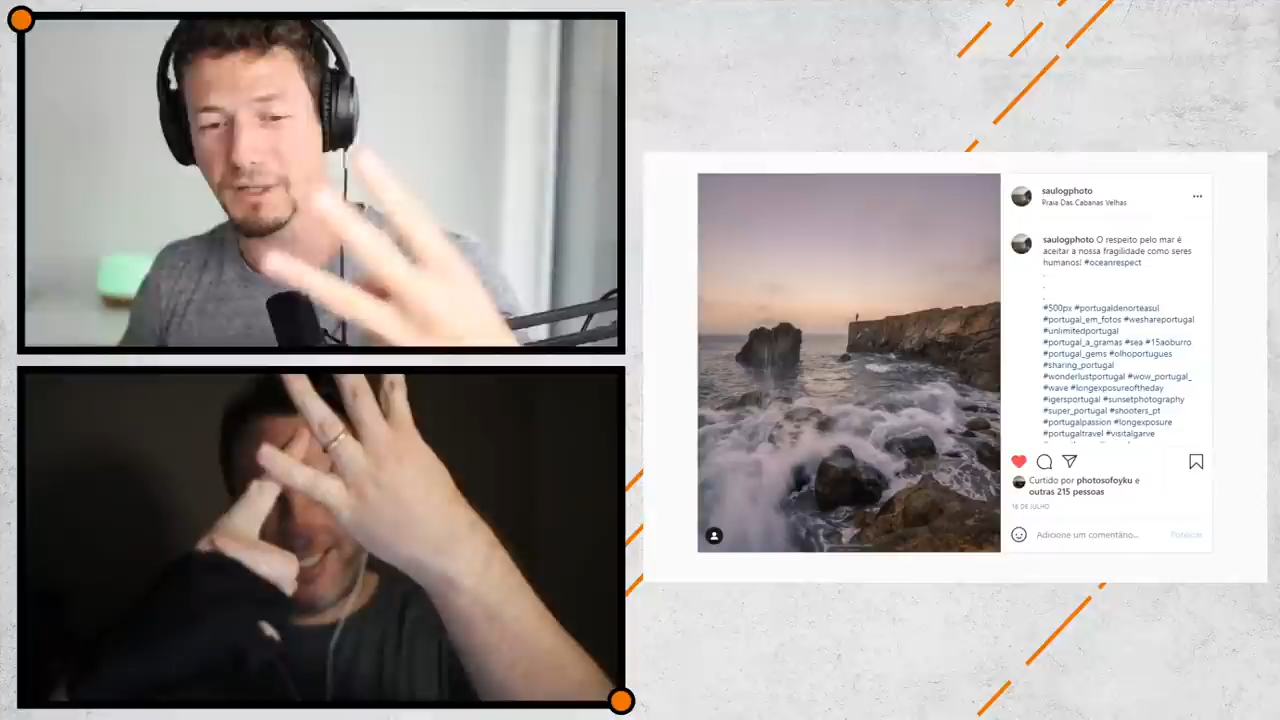 saulogphoto
Praia Das Cabanas Velhas
saulogphoto O respeito pelo mar é
aceitar a nossa fragilidade como seres
humanos! #oceanrespect
.
.
.
#500px #portugaldenorteasul
#portugal_em_fotos #weshareportugal
#unlimitedportugal
#portugal_a_gramas #sea #15aoburro
#portugal_gems #olhoportugues
#sharing_portugal
#wonderlustportugal #wow_portugal_
#wave #longexposureoftheday
#igersportugal #sunsetphotography
#super_portugal #shooters_pt
#portugalpassion #longexposure
#portugaltravel #visitalgarve
Curtido por photosofoyku e
outras 215 pessoas
16 DE JULHO
Adicione um comentário...
Publicar